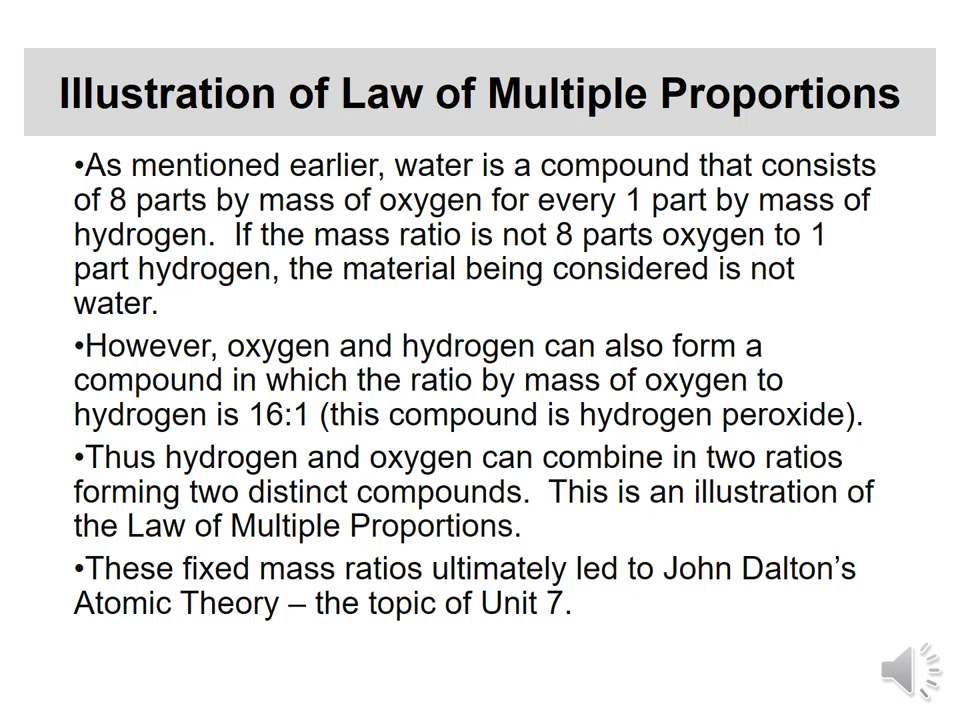 Illustration of Law of Multiple Proportions
•As mentioned earlier, water is a compound that consists
of 8 parts by mass of oxygen for every 1 part by mass of
hydrogen.  If the mass ratio is not 8 parts oxygen to 1
part hydrogen, the material being considered is not
water.
•However, oxygen and hydrogen can also form a
compound in which the ratio by mass of oxygen to
hydrogen is 16:1 (this compound is hydrogen peroxide).
•Thus hydrogen and oxygen can combine in two ratios
forming two distinct compounds.  This is an illustration of
the Law of Multiple Proportions.
•These fixed mass ratios ultimately led to John Dalton’s
Atomic Theory – the topic of Unit 7.